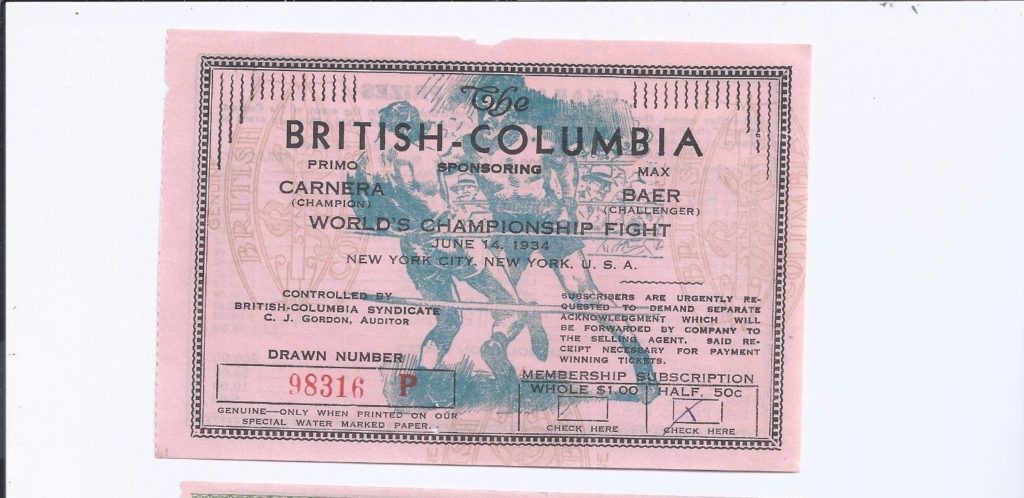 The
BRITISH-COLUMBIA
SPONSORING
PRIMO
CARNERA
(CHAMPION)
MAX
BAER
(CHALLENGER)
WORLD'S CHAMPIONSHIP FIGHT
JUNE 14, 1934
NEW YORK CITY, NEW YORK, U. S. A.
CONTROLLED BY
BRITISH-COLUMBIA SYNDICATE
C. J. GORDON, AUDITOR
SUBSCRIBERS ARE URGENTLY RE-
QUESTED TO DEMAND SEPARATE
ACKNOWLEDGMENT WHICH WILL
BE FORWARDED BY COMPANY TO
THE SELLING AGENT. SAID RE-
CEIPT NECESSARY FOR PAYMENT
WINNING TICKETS.
DRAWN NUMBER
98316 P
GENUINE—ONLY WHEN PRINTED ON OUR
SPECIAL WATER MARKED PAPER.
MEMBERSHIP SUBSCRIPTION
WHOLE $1.00 HALF, 50C
CHECK HERE
X
CHECK HERE
BRITISH
BRITISH
GENUINE